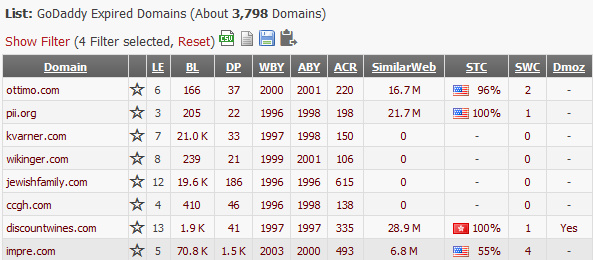 List: GoDaddy Expired Domains (About 3,798 Domains)
Show Filter (4 Filter selected, Reset) CSV
Domain LE BL DP WBY ABY ACR SimilarWeb STC SWC Dmoz
ottimo.com 6 166 37 2000 2001 220 16.7 M 96% 2 -
pii.org 3 205 22 1996 1998 198 21.7 M 100% 1 -
kvarner.com 7 21.0 K 33 1997 1998 150 0 - 0 -
wikinger.com 8 239 21 1999 2001 106 0 - 0 -
jewishfamily.com 12 19.6 K 186 1996 1996 615 0 - 0 -
ccgh.com 4 410 46 1996 1998 138 0 - 0 -
discountwines.com 13 1.9 K 41 1997 1997 335 28.9 M 100% 1 Yes
impre.com 5 70.8 K 1.5 K 2003 2000 493 6.8 M 55% 4 -